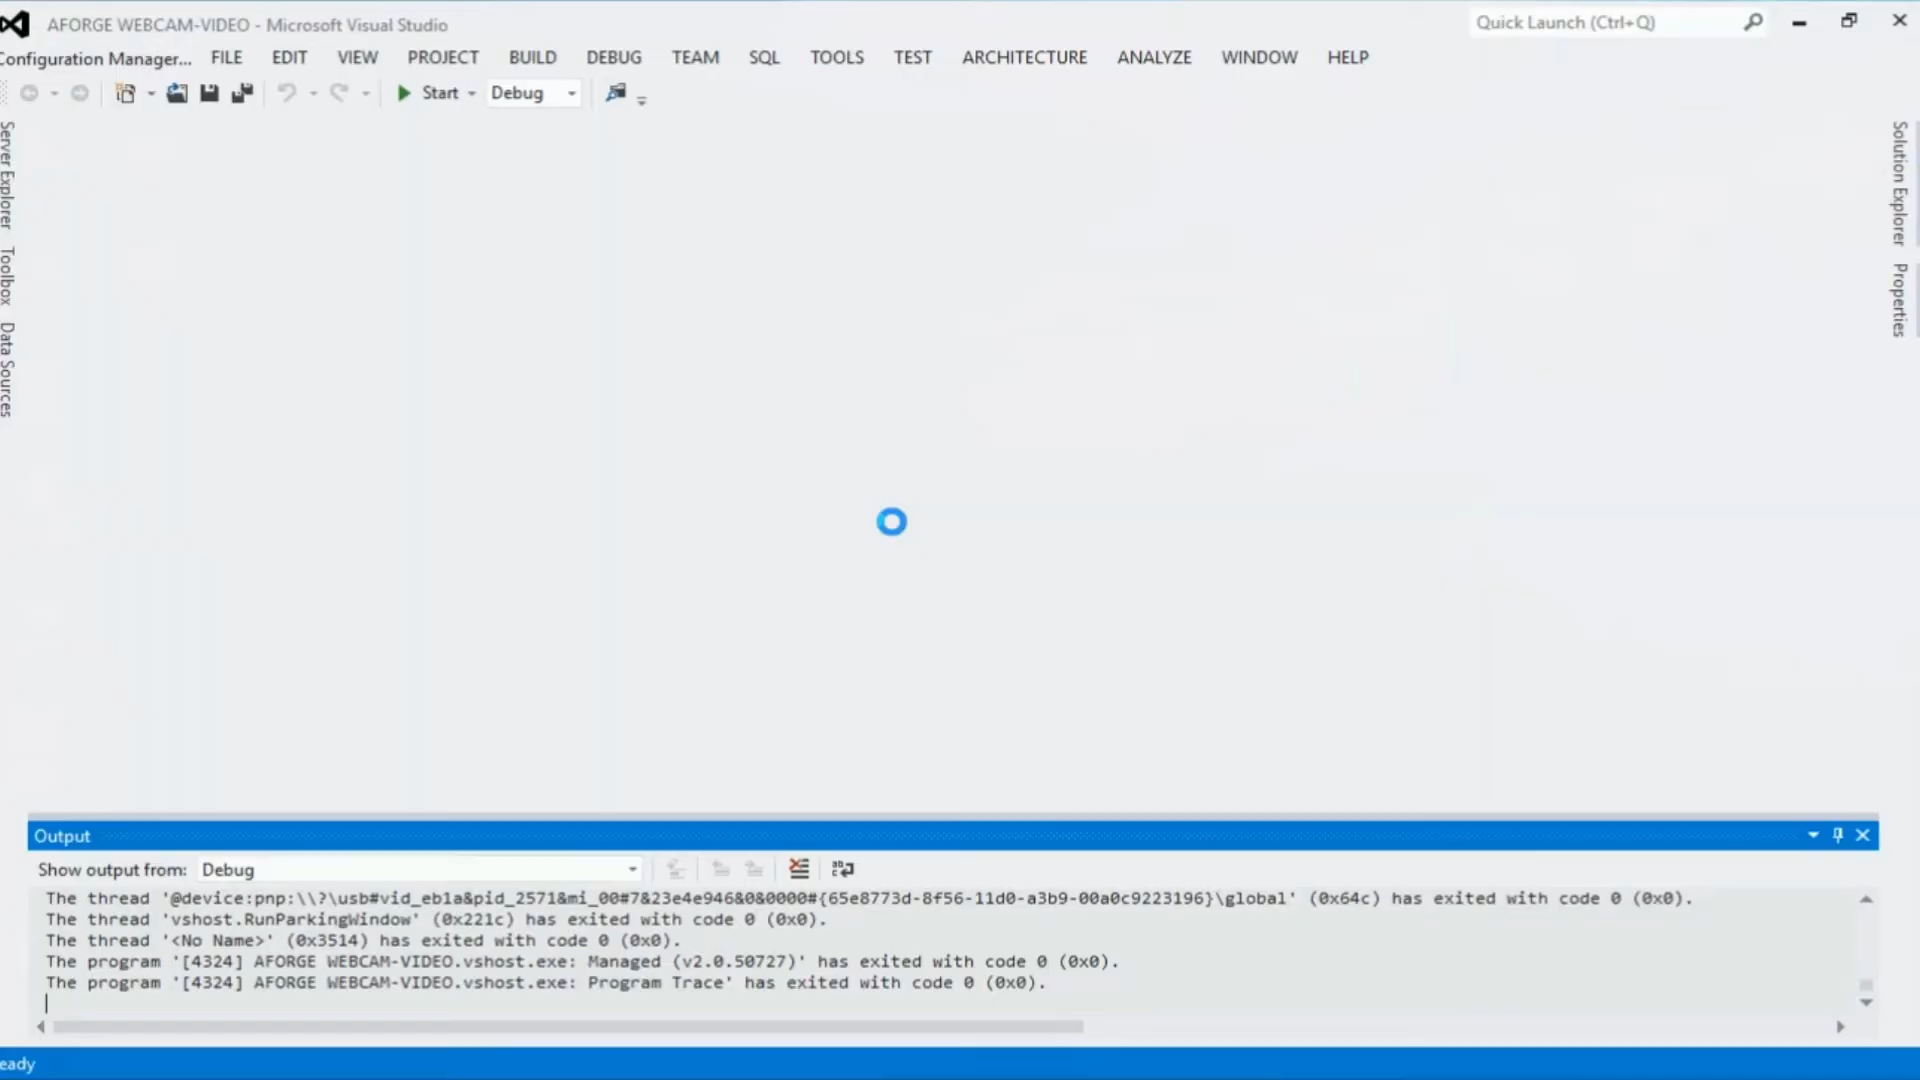 AFORGE WEBCAM-VIDEO - Microsoft Visual Studio
Quick Launch (Ctrl+Q)
Configuration Manager... FILE EDIT VIEW PROJECT BUILD DEBUG TEAM SQL TOOLS TEST ARCHITECTURE ANALYZE WINDOW HELP
Start Debug
Server Explorer
Toolbox
Data Sources
Solution Explorer
Properties
Output
Show output from: Debug
The thread '@device:pnp:\\?\usb#vid_eb1a&pid_2571&mi_00#7&23e4e946&0&0000#{65e8773d-8f56-11d0-a3b9-00a0c9223196}\global' (0x64c) has exited with code 0 (0x0).
The thread 'vshost.RunParkingWindow' (0x221c) has exited with code 0 (0x0).
The thread '<No Name>' (0x3514) has exited with code 0 (0x0).
The program '[4324] AFORGE WEBCAM-VIDEO.vshost.exe: Managed (v2.0.50727)' has exited with code 0 (0x0).
The program '[4324] AFORGE WEBCAM-VIDEO.vshost.exe: Program Trace' has exited with code 0 (0x0).
eady